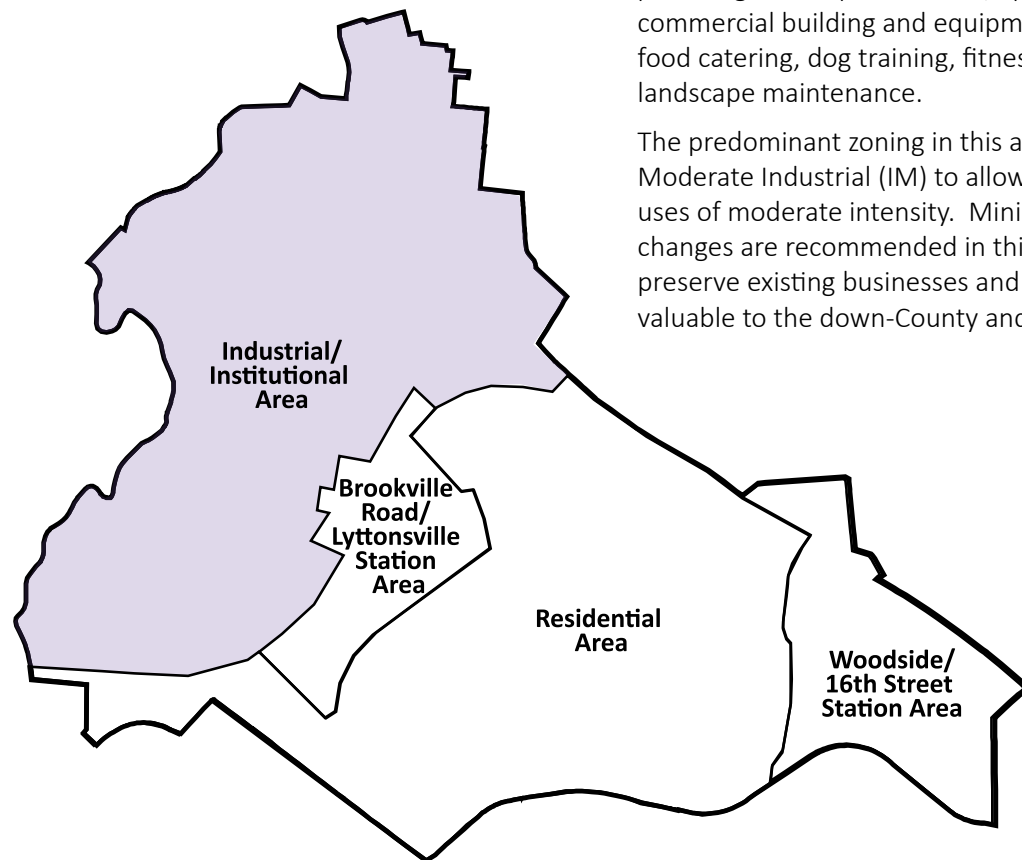 commercial building and equipm
food catering, dog training, fitnes
landscape maintenance.
The predominant zoning in this a
Moderate Industrial (IM) to allow
uses of moderate intensity.  Mini
changes are recommended in thi
preserve existing businesses and
valuable to the down-County and
Industrial/
Institutional
Area
Brookville
Road/
Lyttonsville
Station
Area
Residential
Area
Woodside/
16th Street
Station Area